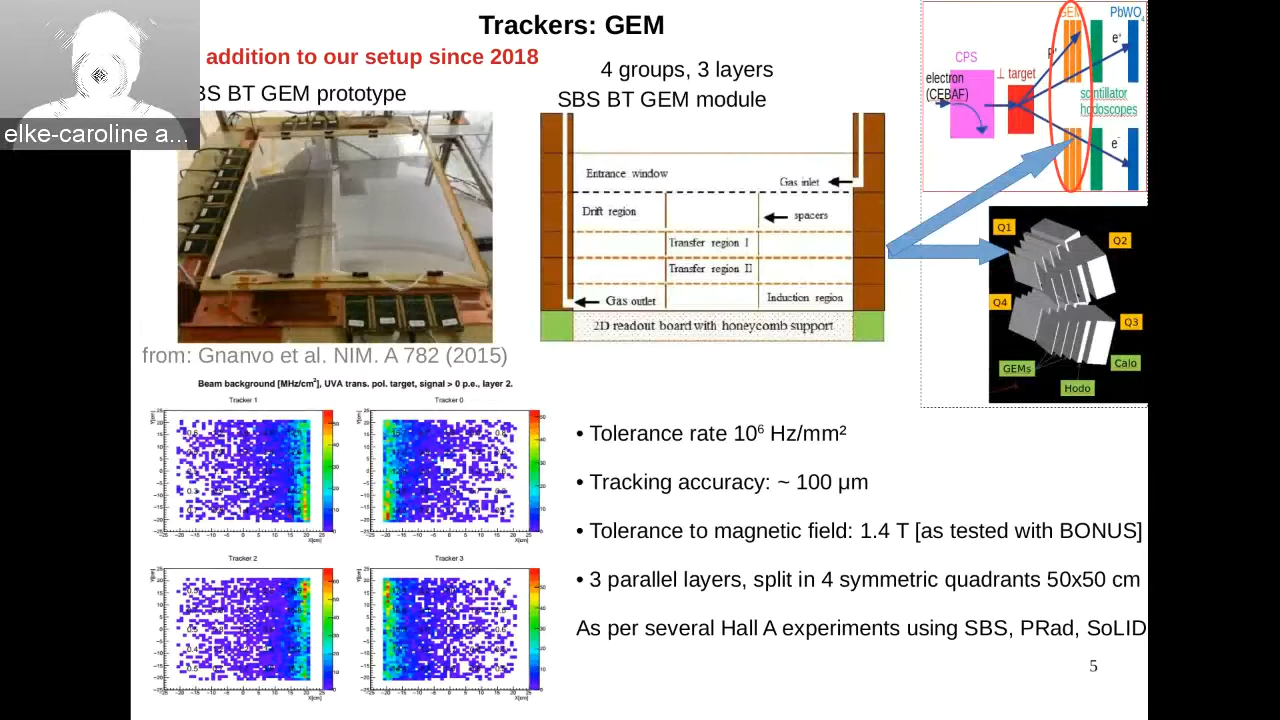 Trackers: GEM
addition to our setup since 2018
BS BT GEM prototype
elke-caroline a...
4 groups, 3 layers
SBS BT GEM module
Entrance window
Gas inlet
Drift region
spacers
Transfer region I
Transfer region II
Gas outlet
Induction region
2D readout board with honeycomb support
from: Gnanvo et al. NIM. A 782 (2015)
GEM
PbWO4
CPS
e+
P'
electron
(CEBAF)
⊥ target
scintillor
hodoscopes
e-
Q1
Q2
Q4
Q3
GEMs
Calo
Hodo
Beam background [MHz/cm²], UVA trans. pol. target, signal > 0 p.e., layer 2.
Tracker 1
Tracker 0
Y[cm]
X[cm]
Tracker 2
Tracker 3
X[cm]
• Tolerance rate 10⁶ Hz/mm²
• Tracking accuracy: ~ 100 μm
• Tolerance to magnetic field: 1.4 T [as tested with BONUS]
• 3 parallel layers, split in 4 symmetric quadrants 50x50 cm
As per several Hall A experiments using SBS, PRad, SoLID
5